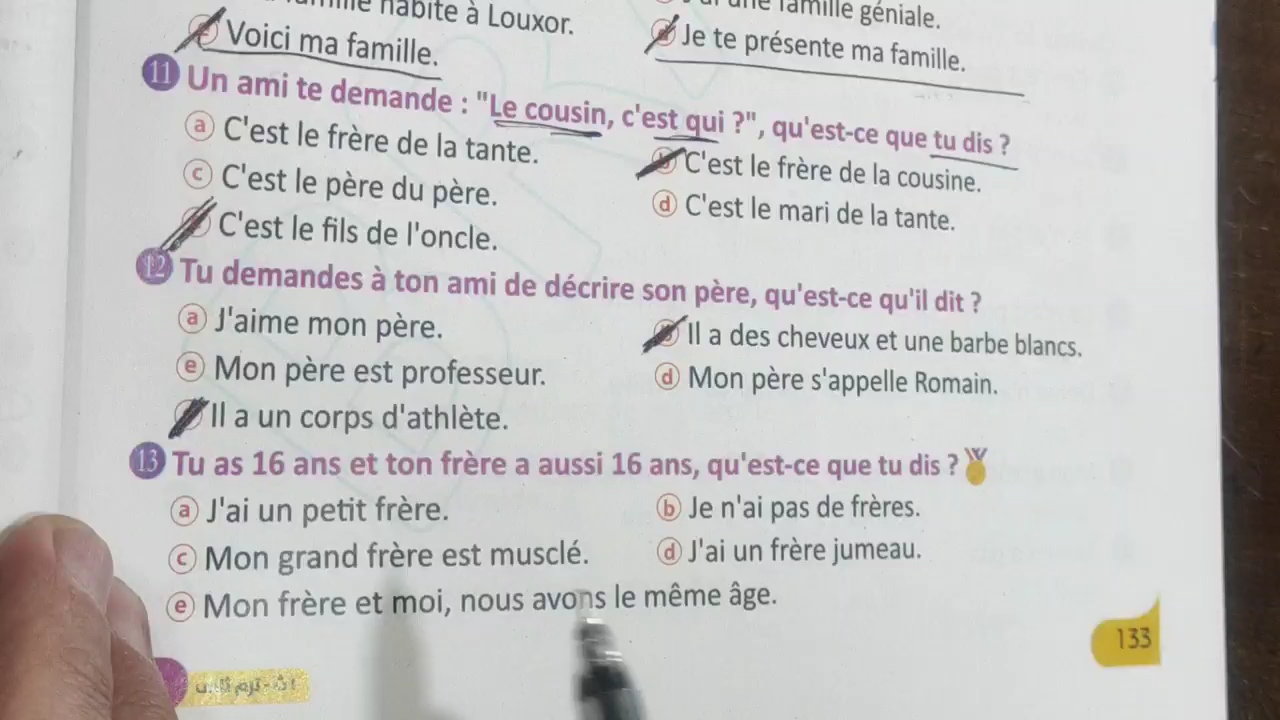 famille habite à Louxor.
J'ai une famille géniale.
Voici ma famille.
Je te présente ma famille.
11 Un ami te demande : "Le cousin, c'est qui ?", qu'est-ce que tu dis ?
a C'est le frère de la tante.
b C'est le frère de la cousine.
c C'est le père du père.
d C'est le mari de la tante.
C'est le fils de l'oncle.
12 Tu demandes à ton ami de décrire son père, qu'est-ce qu'il dit ?
a J'aime mon père.
Il a des cheveux et une barbe blancs.
e Mon père est professeur.
d Mon père s'appelle Romain.
Il a un corps d'athlète.
13 Tu as 16 ans et ton frère a aussi 16 ans, qu'est-ce que tu dis ?
a J'ai un petit frère.
b Je n'ai pas de frères.
c Mon grand frère est musclé.
d J'ai un frère jumeau.
e Mon frère et moi, nous avons le même âge.
133